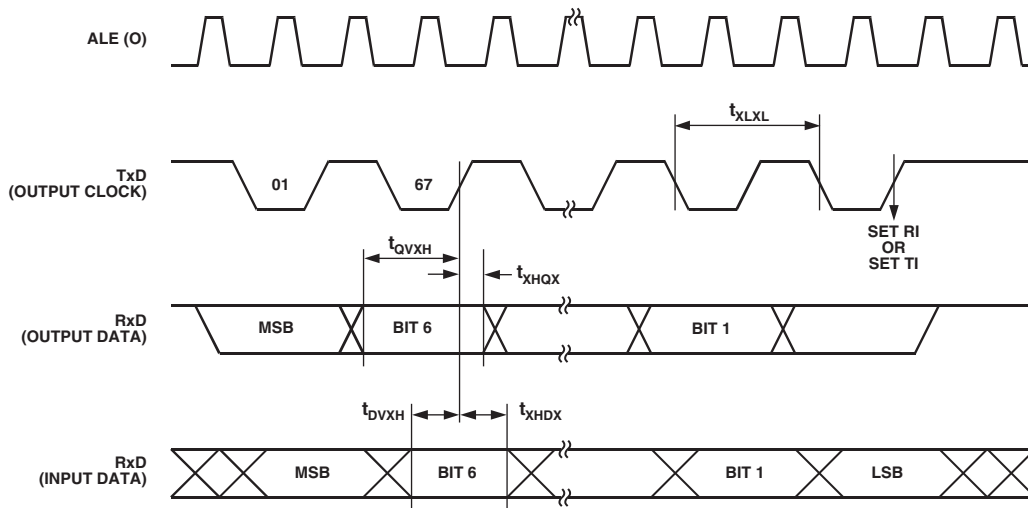 ALE (O)
t_XLXL
TxD
(OUTPUT CLOCK)
01
67
SET RI
OR
SET TI
t_QVXH
t_XHQX
RxD
(OUTPUT DATA)
MSB
BIT 6
BIT 1
t_DVXH
t_XHDX
RxD
(INPUT DATA)
MSB
BIT 6
BIT 1
LSB